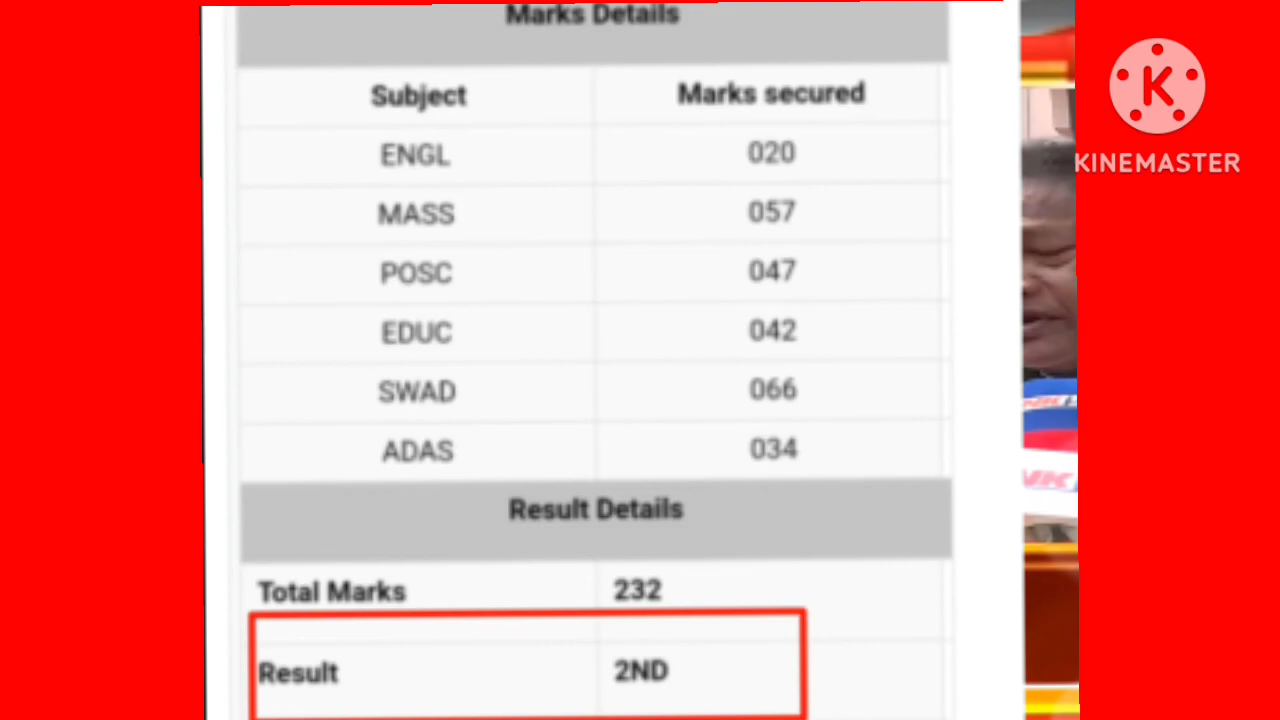 Marks Details
Subject Marks secured
ENGL 020
MASS 057
POSC 047
EDUC 042
SWAD 066
ADAS 034
Result Details
Total Marks 232
Result 2ND
K
KINEMASTER